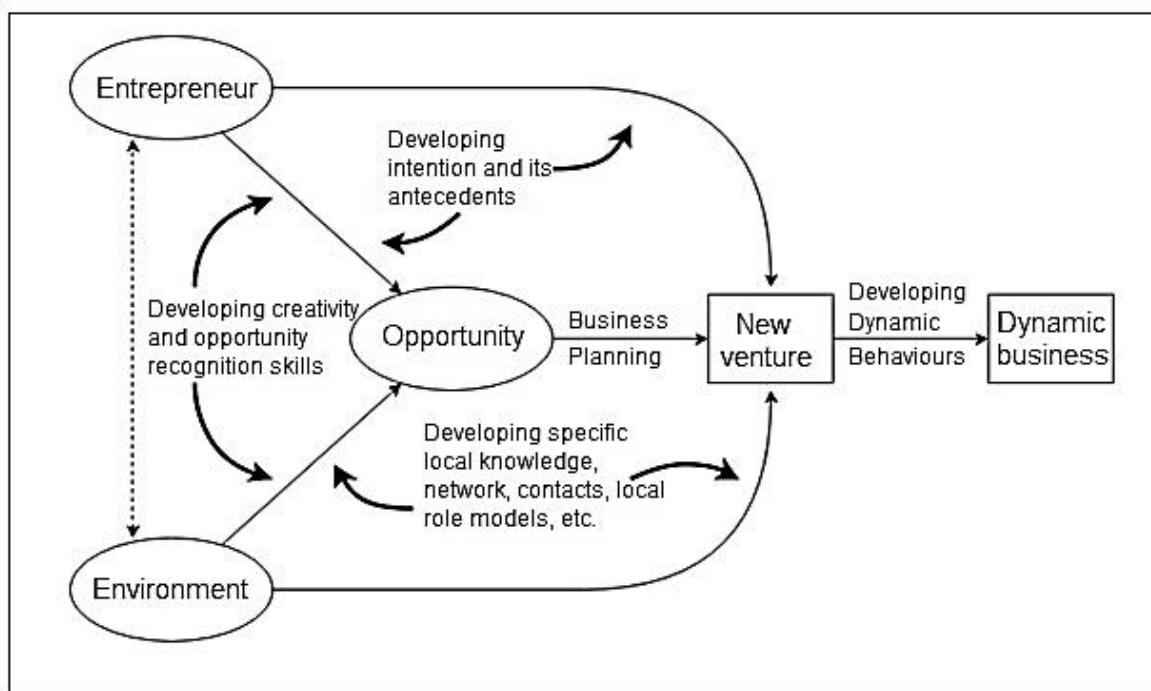 Entrepreneur
Developing
intention and its
antecedents
Developing creativity
and opportunity
recognition skills
Opportunity
Business
Planning
New
venture
Developing
Dynamic
Behaviours
Dynamic
business
Developing specific
local knowledge,
network, contacts, local
role models, etc.
Environment